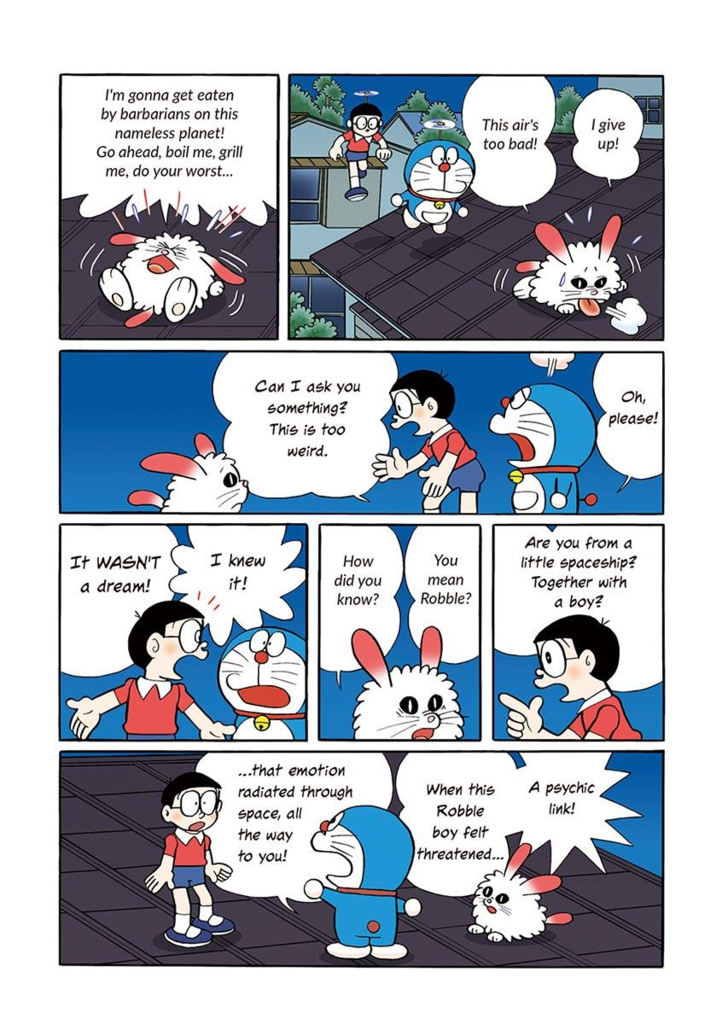 I give
up!
This air's
too bad!
I'm gonna get eaten
by barbarians on this
nameless planet!
Go ahead, boil me, grill
me, do your worst...
Oh,
please!
Can I ask you
something?
This is too
weird.
Are you from a
little spaceship?
Together with
a boy?
You
mean
Robble?
How
did you
know?
I knew
it!
It WASN'T
a dream!
A psychic
link!
When this
Robble
boy felt
threatened...
...that emotion
radiated through
space, all
the way
to you!